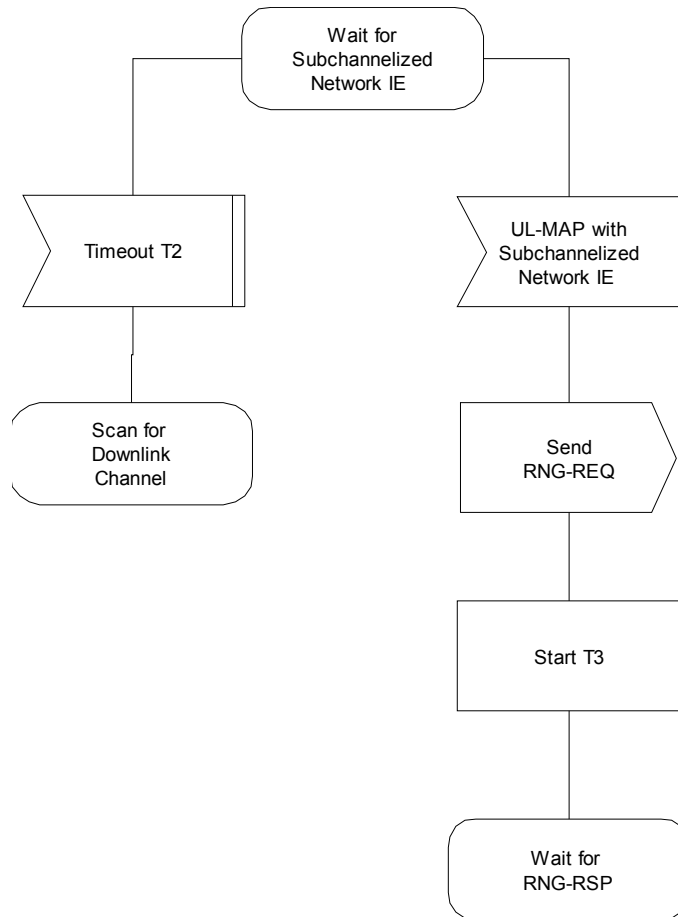 Wait for
Subchannelized
Network IE
Timeout T2
UL-MAP with
Subchannelized
Network IE
Scan for
Downlink
Channel
Send
RNG-REQ
Start T3
Wait for
RNG-RSP